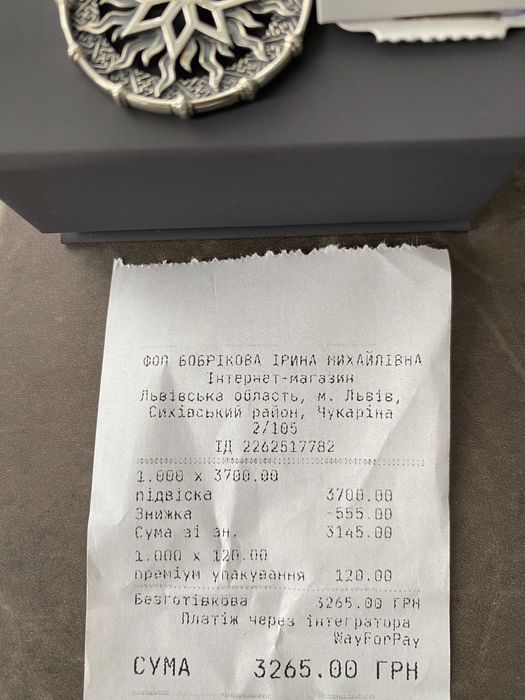 ФОП БОБРІКОВА ІРИНА МИХАЙЛІВНА
Інтернет-магазин
Львівська область, м. Львів,
Сихівський район, Чукаріна
2/105
ІД 2262517782
1.000 x 3700.00
підвіска 3700.00
Знижка -555.00
Сума зі зн. 3145.00
1.000 x 120.00
преміум упакування 120.00
Безготівкова 3265.00 ГРН
Платіж через інтегратора
WayForPay
СУМА 3265.00 ГРН